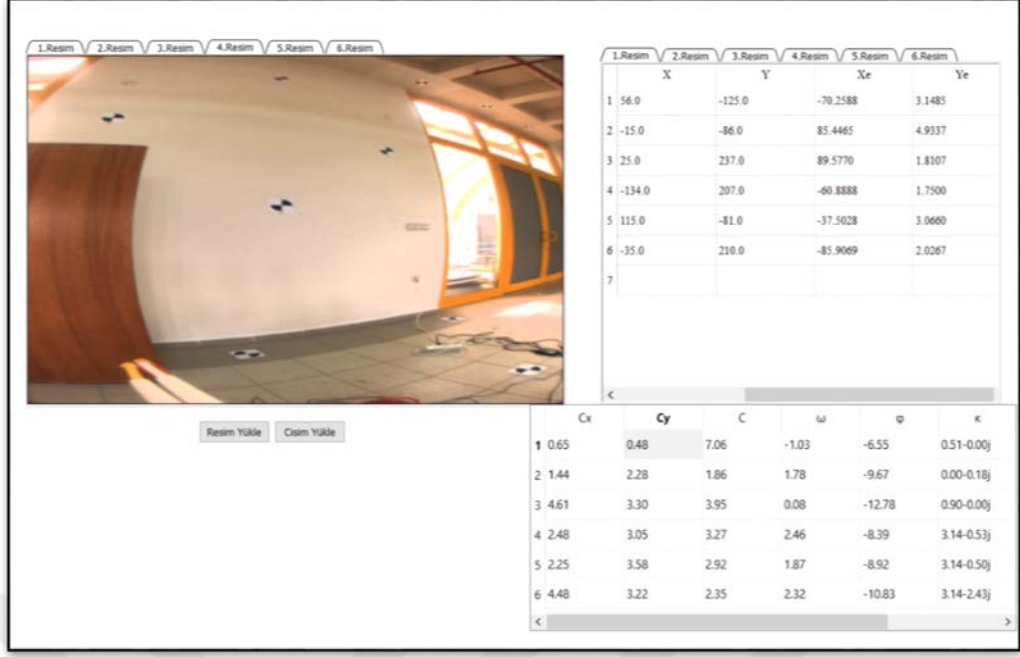 1.Resim 2.Resim 3.Resim 4.Resim 5.Resim 6.Resim
1.Resim 2.Resim 3.Resim 4.Resim 5.Resim 6.Resim
X Y Xe Ye
1 56.0 -125.0 -70.2588 3.1485
2 -15.0 -86.0 85.4465 4.9337
3 25.0 237.0 89.5770 1.8107
4 -134.0 207.0 -60.8888 1.7500
5 115.0 -81.0 -37.5028 3.0660
6 -35.0 210.0 -85.9069 2.0267
7
Resim Yükle Cisim Yükle
Cx Cy C ω φ κ
1 0.65 0.48 7.06 -1.03 -6.55 0.51-0.00j
2 1.44 2.28 1.86 1.78 -9.67 0.00-0.18j
3 4.61 3.30 3.95 0.08 -12.78 0.90-0.00j
4 2.48 3.05 3.27 2.46 -8.39 3.14-0.53j
5 2.25 3.58 2.92 1.87 -8.92 3.14-0.50j
6 4.48 3.22 2.35 2.32 -10.83 3.14-2.43j